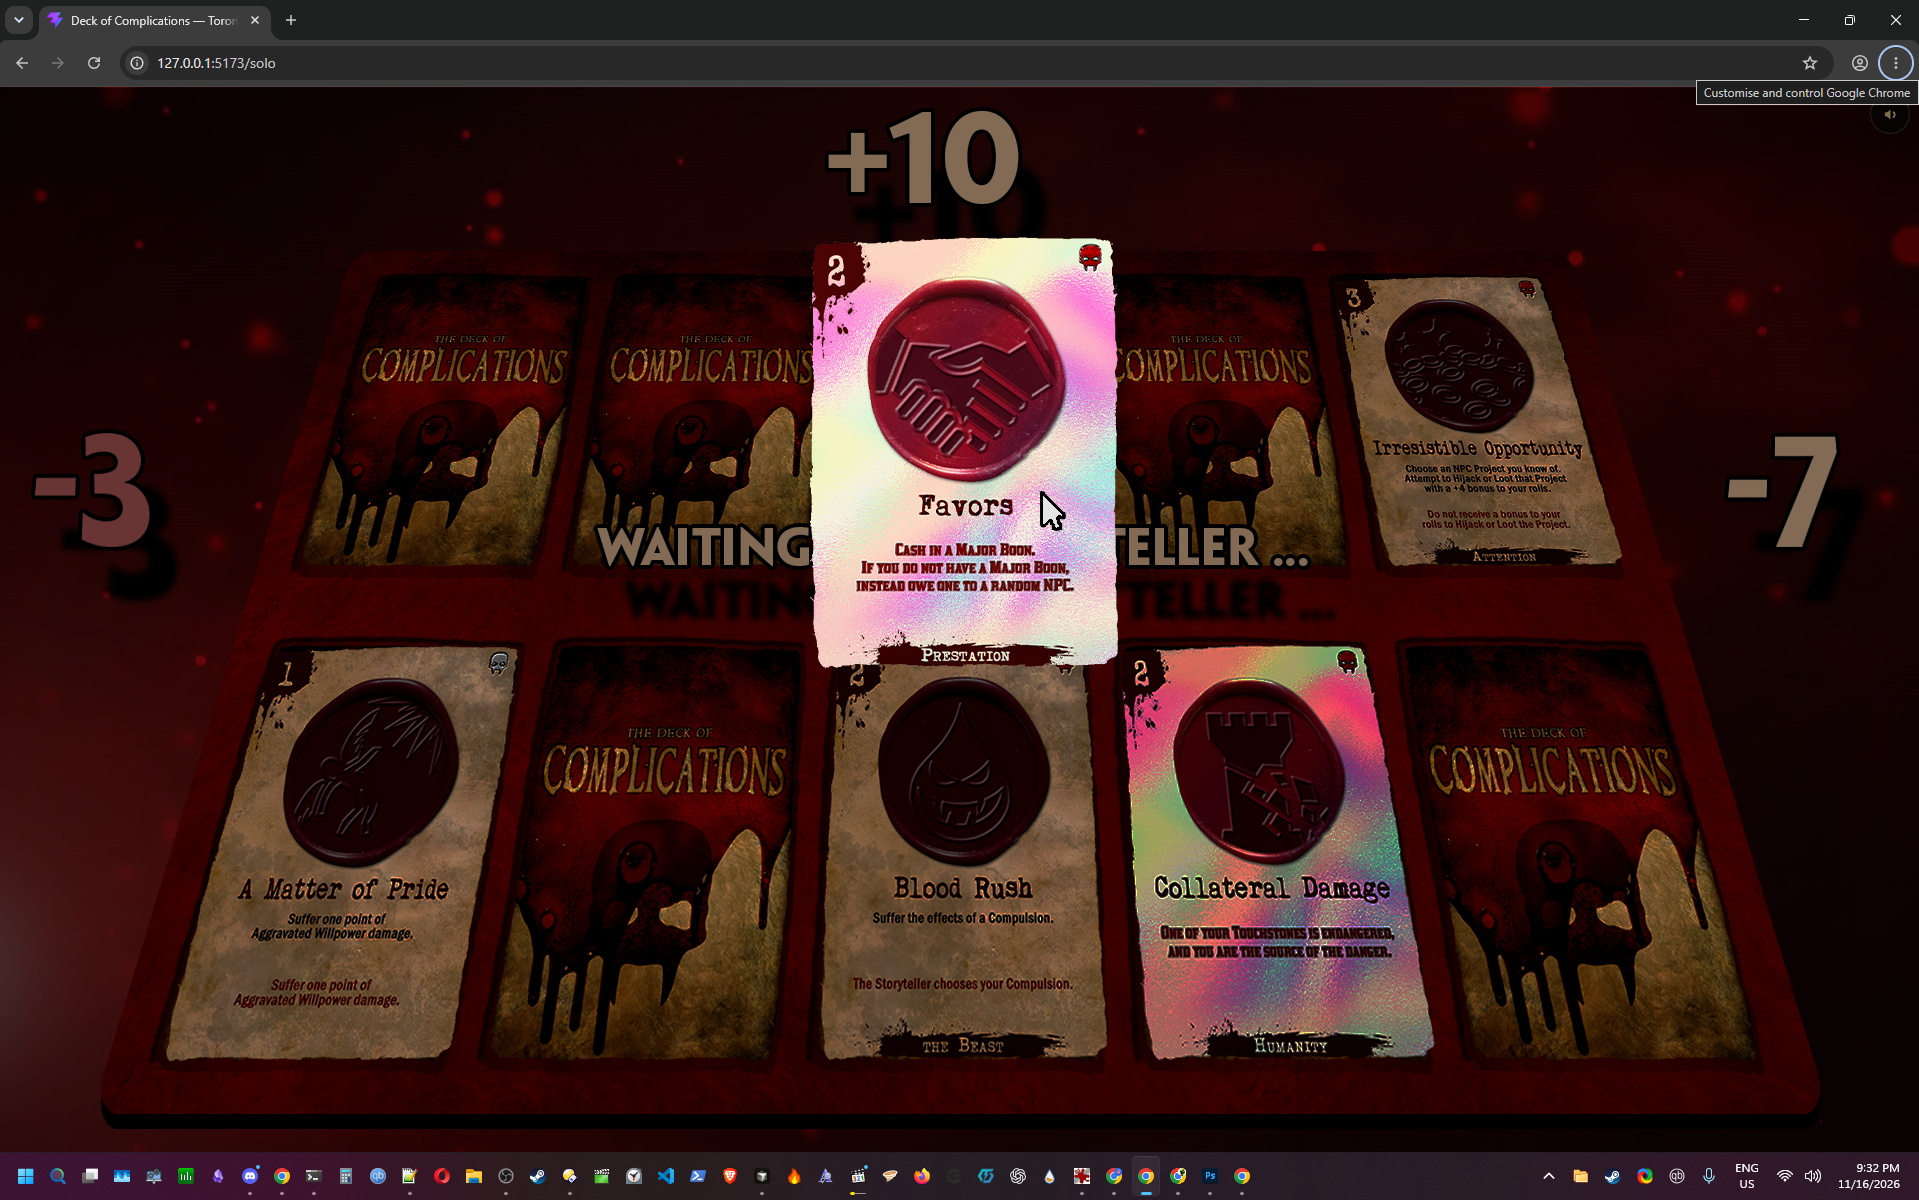 Deck of Complications — Toron
127.0.0.1:5173/solo
Customise and control Google Chrome
+10
-3
-7
WAITING
TELLER ...
THE DECK OF
COMPLICATIONS
THE DECK OF
COMPLICATIONS
2
Favors
Cash in a Major Boon.
If you do not have a Major Boon,
instead owe one to a random NPC.
Prestation
THE DECK OF
COMPLICATIONS
3
Irresistible Opportunity
Choose an NPC Project you know of.
Attempt to Hijack or Loot that Project
with a +4 bonus to your rolls.
Do not receive a bonus to your
rolls to Hijack or Loot the Project.
Attention
1
A Matter of Pride
Suffer one point of
Aggravated Willpower damage.
Suffer one point of
Aggravated Willpower damage.
THE DECK OF
COMPLICATIONS
2
Blood Rush
Suffer the effects of a Compulsion.
The Storyteller chooses your Compulsion.
the Beast
2
Collateral Damage
One of your Touchstones is endangered,
and you are the source of the danger.
Humanity
THE DECK OF
COMPLICATIONS
ENG
US
9:32 PM
11/16/2026